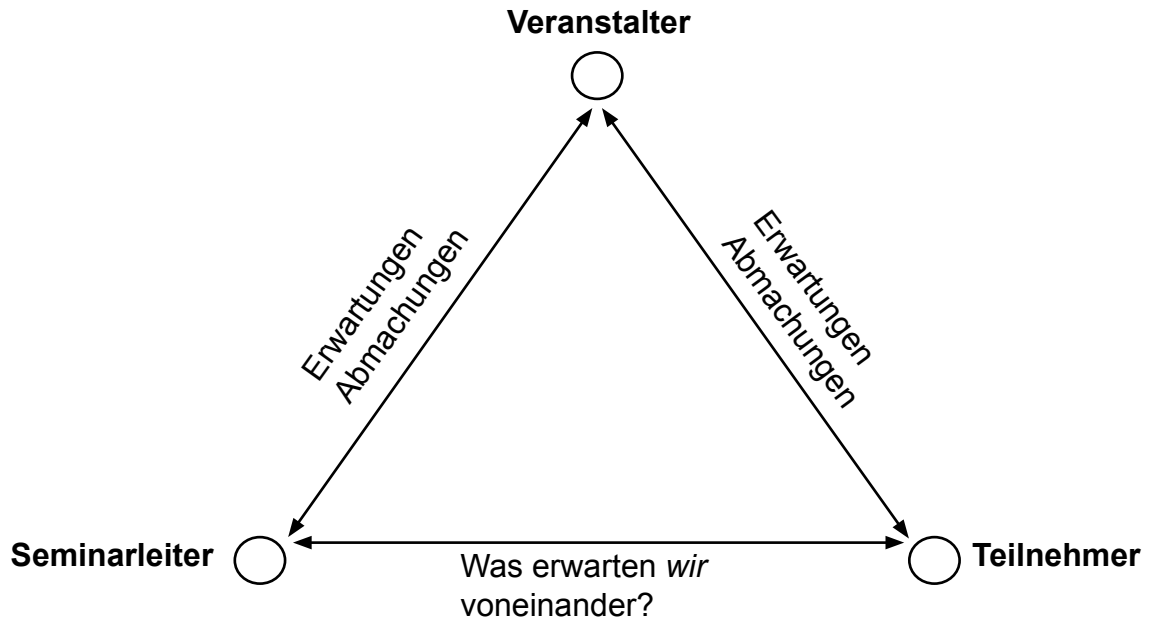 Veranstalter
Erwartungen
Abmachungen
Erwartungen
Abmachungen
Seminarleiter
Was erwarten wir
voneinander?
Teilnehmer